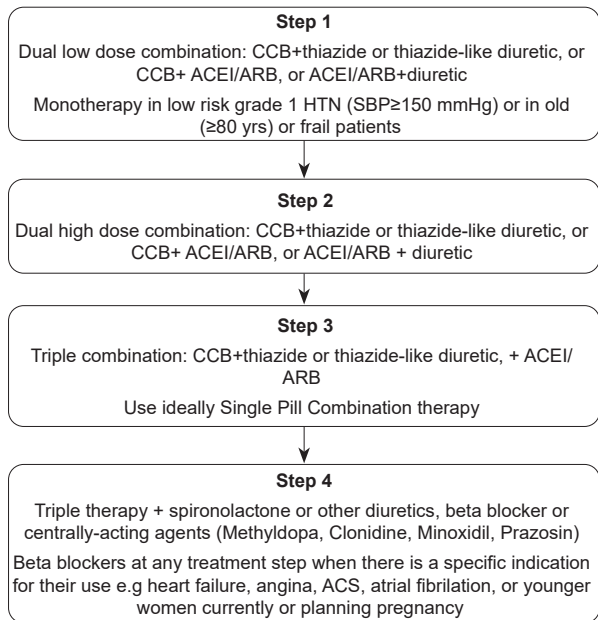 Step 1
Dual low dose combination: CCB+thiazide or thiazide-like diuretic, or
CCB+ ACEI/ARB, or ACEI/ARB+diuretic
Monotherapy in low risk grade 1 HTN (SBP≥150 mmHg) or in old
(≥80 yrs) or frail patients
Step 2
Dual high dose combination: CCB+thiazide or thiazide-like diuretic, or
CCB+ ACEI/ARB, or ACEI/ARB + diuretic
Step 3
Triple combination: CCB+thiazide or thiazide-like diuretic, + ACEI/
ARB
Use ideally Single Pill Combination therapy
Step 4
Triple therapy + spironolactone or other diuretics, beta blocker or
centrally-acting agents (Methyldopa, Clonidine, Minoxidil, Prazosin)
Beta blockers at any treatment step when there is a specific indication
for their use e.g heart failure, angina, ACS, atrial fibrilation, or younger
women currently or planning pregnancy